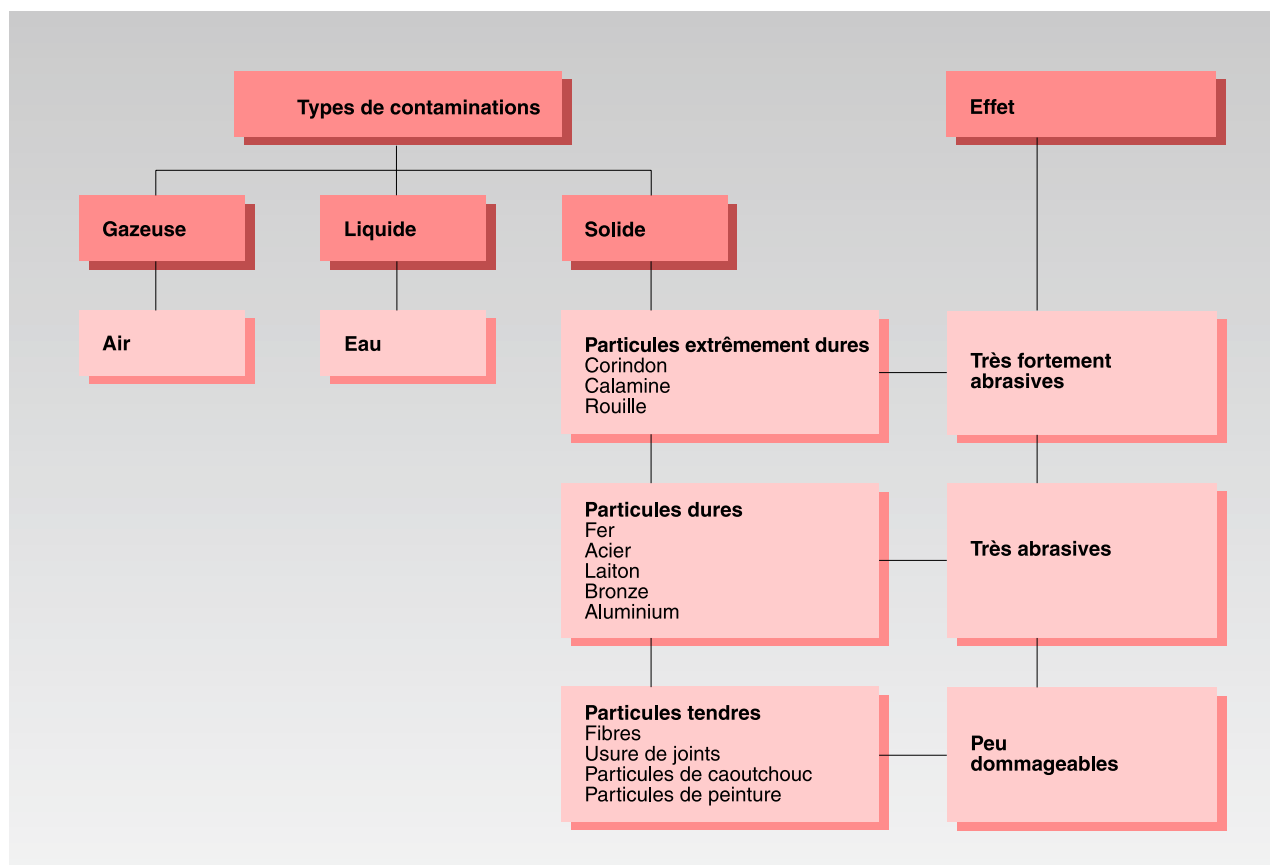 Types de contaminations
Effet
Gazeuse
Liquide
Solide
Air
Eau
Particules extrêmement dures
Corindon
Calamine
Rouille
Très fortement
abrasives
Particules dures
Fer
Acier
Laiton
Bronze
Aluminium
Très abrasives
Particules tendres
Fibres
Usure de joints
Particules de caoutchouc
Particules de peinture
Peu
dommageables